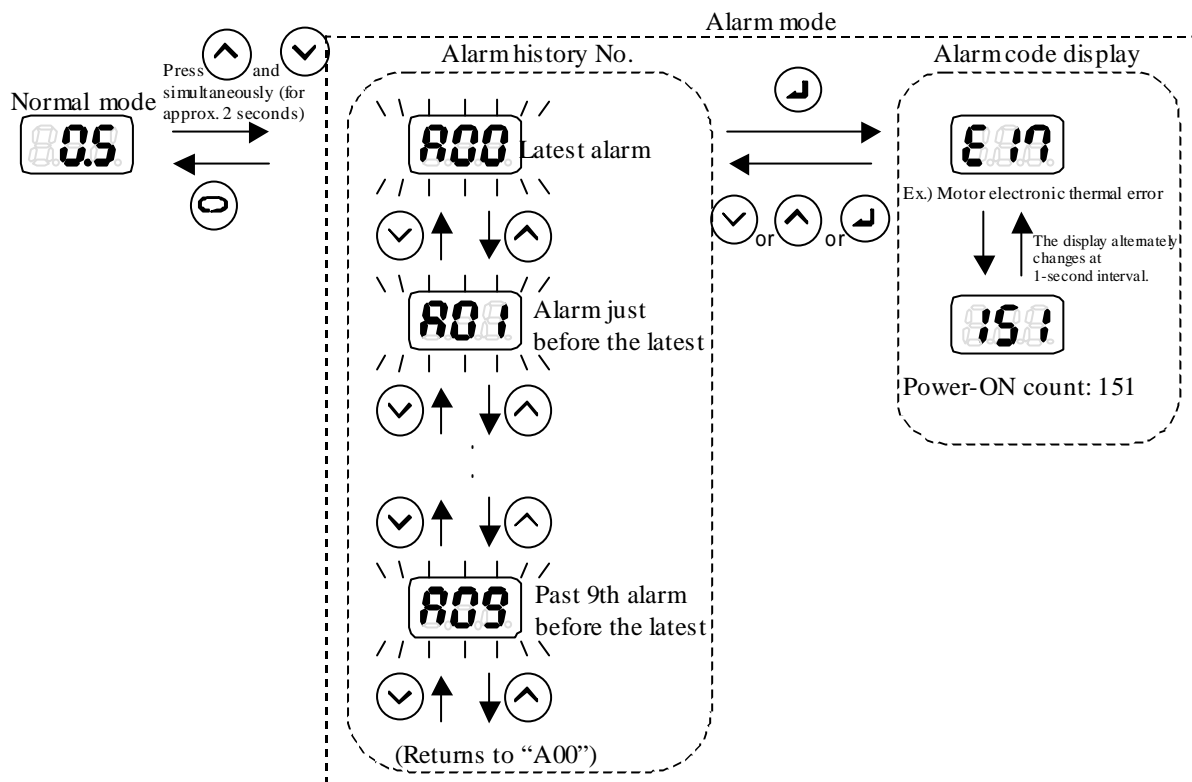 Alarm mode
Press and
simultaneously (for
approx. 2 seconds)
Normal mode
0.5
Alarm history No.
A00
Latest alarm
A01
Alarm just
before the latest
.
.
A09
Past 9th alarm
before the latest
(Returns to “A00”)
or or
Alarm code display
E17
Ex.) Motor electronic thermal error
The display alternately
changes at
1-second interval.
151
Power-ON count: 151